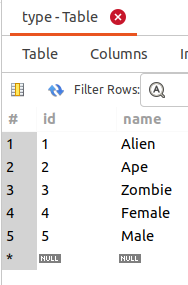 type - Table
Table Columns In
Filter Rows:
# id name
1 1 Alien
2 2 Ape
3 3 Zombie
4 4 Female
5 5 Male
* NULL NULL